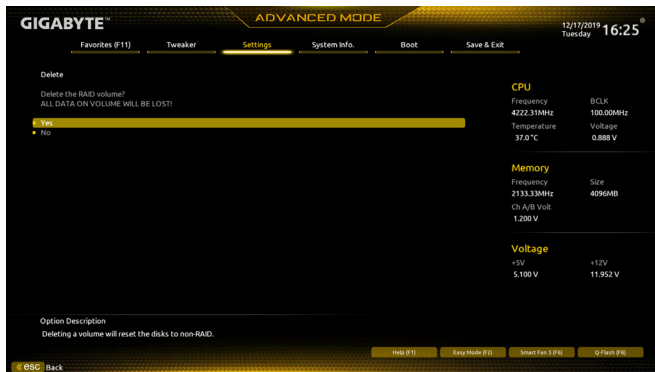 GIGABYTE™
ADVANCED MODE
12/17/2019
Tuesday
16:25
Favorites (F11) Tweaker Settings System Info. Boot Save & Exit
Delete
Delete the RAID volume?
ALL DATA ON VOLUME WILL BE LOST!
Yes
No
CPU
Frequency BCLK
4222.31MHz 100.00MHz
Temperature Voltage
37.0 °C 0.888 V
Memory
Frequency Size
2133.33MHz 4096MB
Ch A/B Volt
1.200 V
Voltage
+5V +12V
5.100 V 11.952 V
Option Description
Deleting a volume will reset the disks to non-RAID.
Help (F1) Easy Mode (F2) Smart Fan 5 (F6) Q-Flash (F8)
esc Back